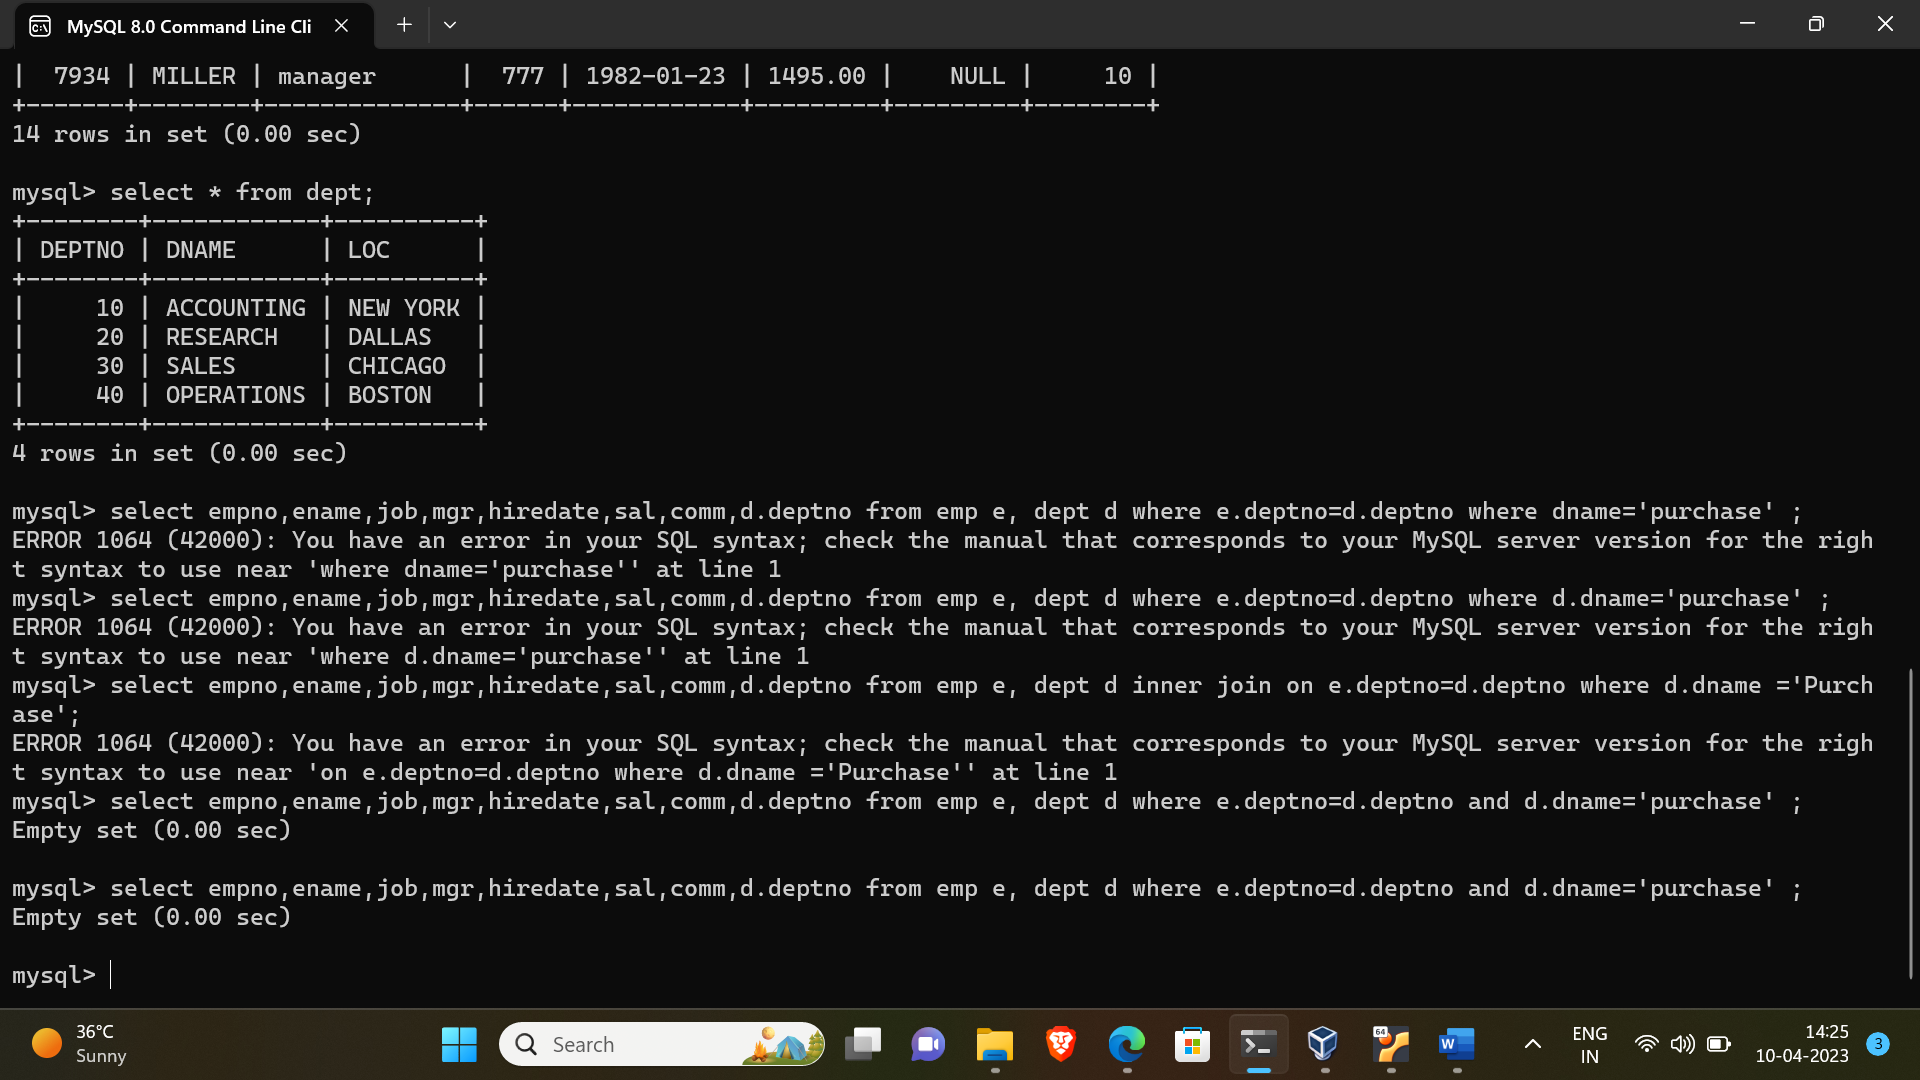 MySQL 8.0 Command Line Cli
|  7934 | MILLER | manager      |  777 | 1982-01-23 | 1495.00 |    NULL |     10 |
+-------+--------+--------------+------+------------+---------+---------+--------+
14 rows in set (0.00 sec)
mysql> select * from dept;
+--------+------------+----------+
| DEPTNO | DNAME      | LOC      |
+--------+------------+----------+
|     10 | ACCOUNTING | NEW YORK |
|     20 | RESEARCH   | DALLAS   |
|     30 | SALES      | CHICAGO  |
|     40 | OPERATIONS | BOSTON   |
+--------+------------+----------+
4 rows in set (0.00 sec)
mysql> select empno,ename,job,mgr,hiredate,sal,comm,d.deptno from emp e, dept d where e.deptno=d.deptno where dname='purchase' ;
ERROR 1064 (42000): You have an error in your SQL syntax; check the manual that corresponds to your MySQL server version for the righ
t syntax to use near 'where dname='purchase'' at line 1
mysql> select empno,ename,job,mgr,hiredate,sal,comm,d.deptno from emp e, dept d where e.deptno=d.deptno where d.dname='purchase' ;
ERROR 1064 (42000): You have an error in your SQL syntax; check the manual that corresponds to your MySQL server version for the righ
t syntax to use near 'where d.dname='purchase'' at line 1
mysql> select empno,ename,job,mgr,hiredate,sal,comm,d.deptno from emp e, dept d inner join on e.deptno=d.deptno where d.dname ='Purch
ase';
ERROR 1064 (42000): You have an error in your SQL syntax; check the manual that corresponds to your MySQL server version for the righ
t syntax to use near 'on e.deptno=d.deptno where d.dname ='Purchase'' at line 1
mysql> select empno,ename,job,mgr,hiredate,sal,comm,d.deptno from emp e, dept d where e.deptno=d.deptno and d.dname='purchase' ;
Empty set (0.00 sec)
mysql> select empno,ename,job,mgr,hiredate,sal,comm,d.deptno from emp e, dept d where e.deptno=d.deptno and d.dname='purchase' ;
Empty set (0.00 sec)
mysql>
36°C
Sunny
Search
64
W
ENG
IN
14:25
10-04-2023
3